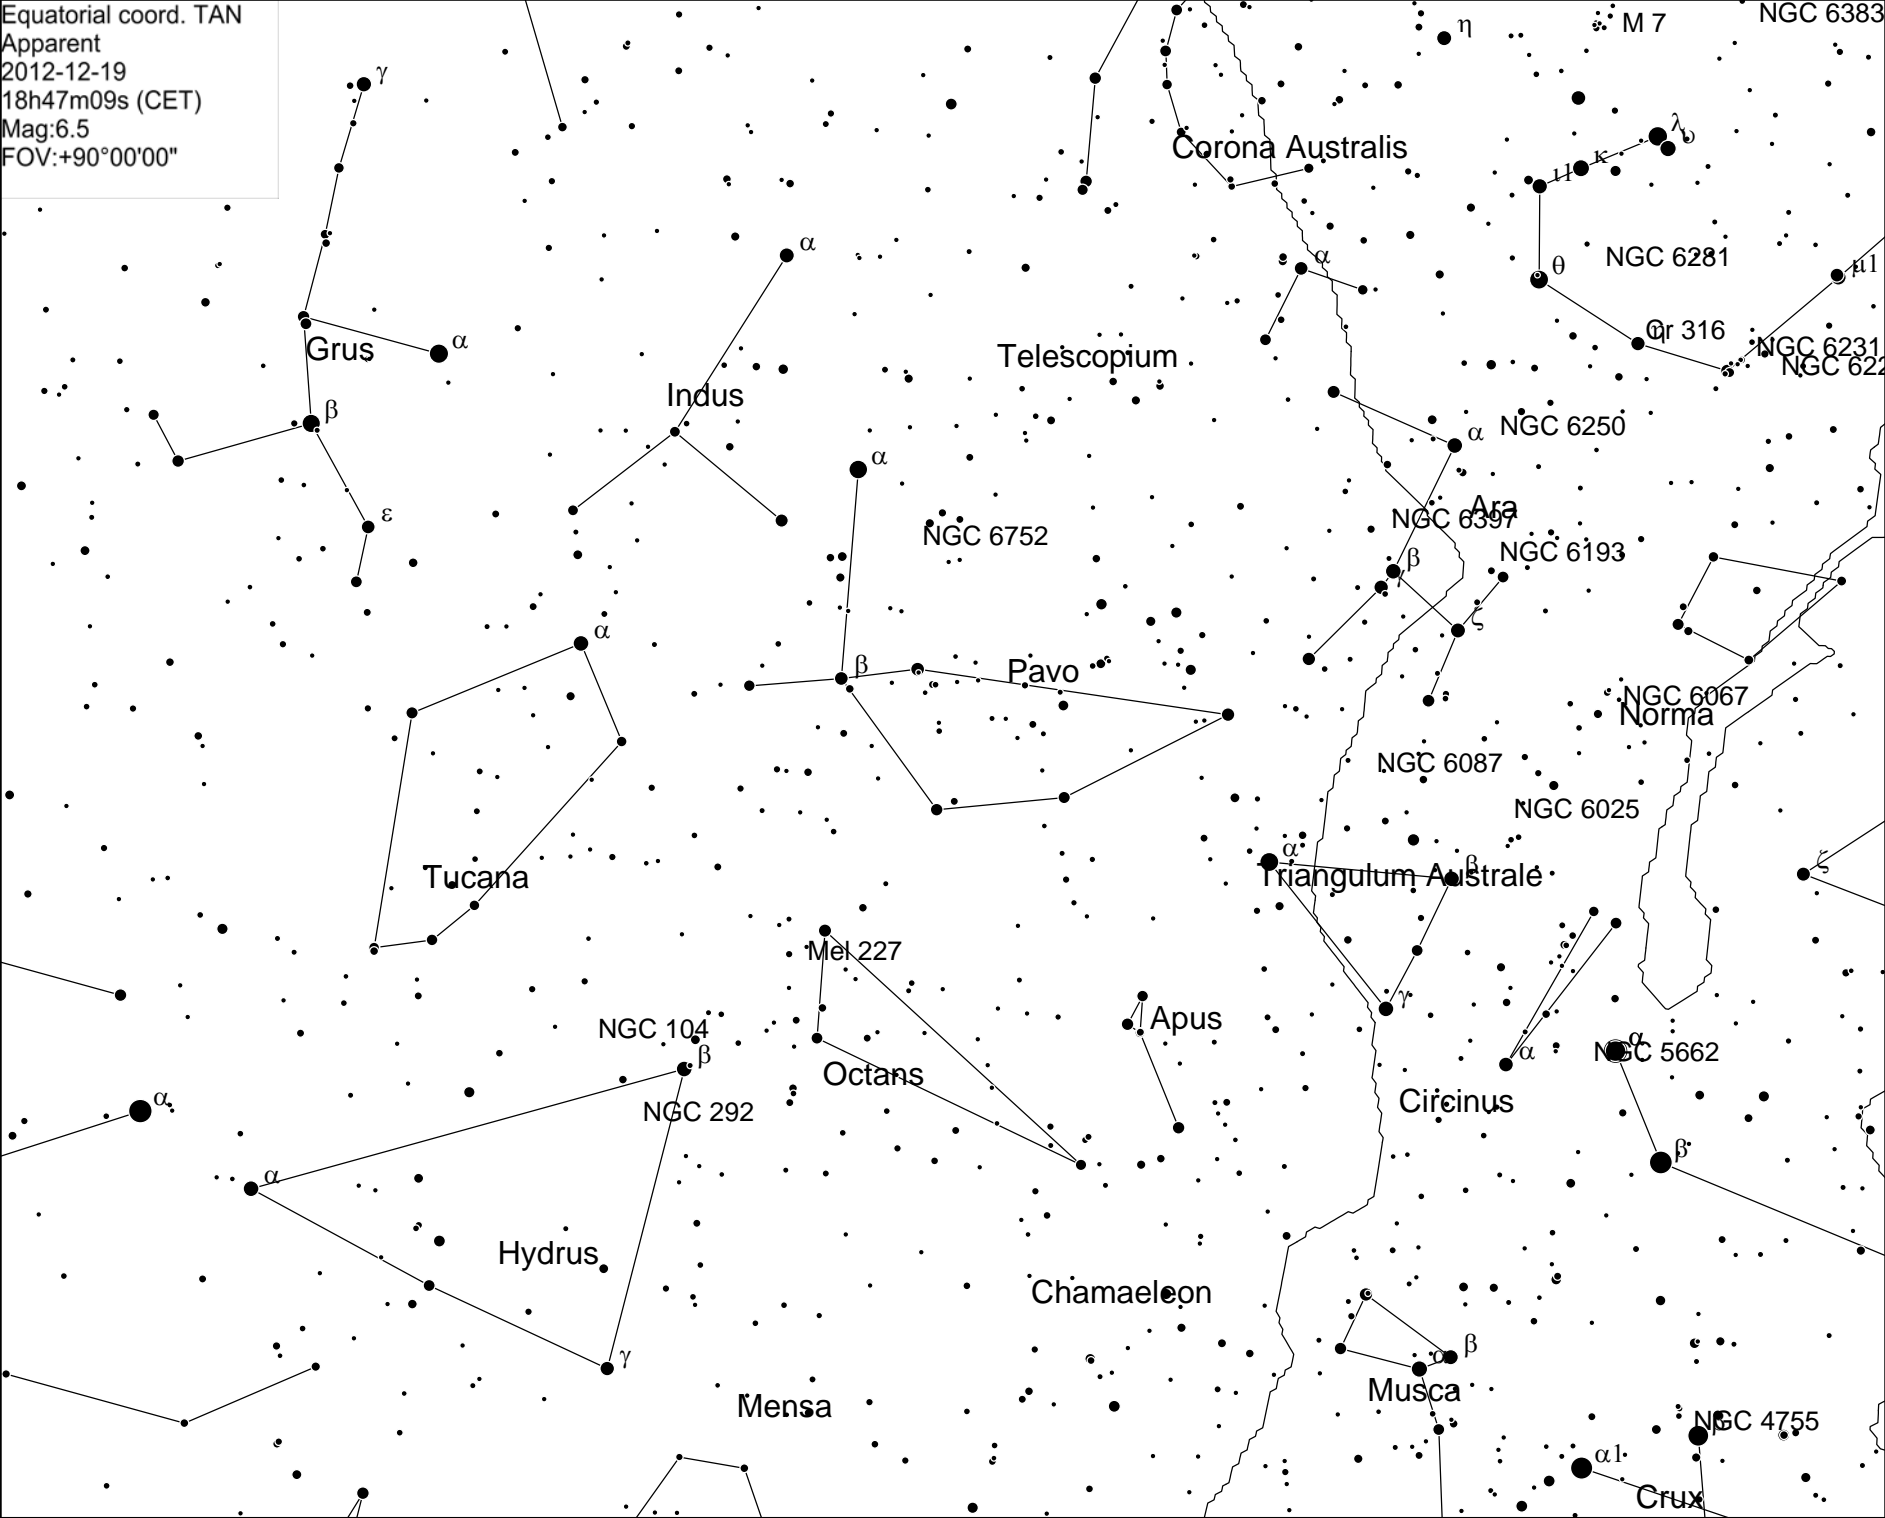 Equatorial coord. TAN
Apparent
2012-12-19
18h47m09s (CET)
Mag:6.5
FOV:+90°00'00"
NGC 6383
M 7
η
γ
λ
υ
Corona Australis
κ
ι1
α
α
θ
NGC 6281
μ1
Cr 316
η
α
Grus
Telescopium
NGC 6231
NGC 622
Indus
β
α
NGC 6250
α
Ara
ε
NGC 6397
NGC 6752
NGC 6193
β
γ
α
ζ
β
Pavo
NGC 6067
Norma
NGC 6087
NGC 6025
α
β
ζ
Triangulum Australe
Tucana
Mel 227
γ
Apus
NGC 104
β
α
α
NGC 5662
Octans
α
Circinus
NGC 292
β
α
Hydrus
Chamaeleon
γ
β
α
Musca
Mensa
β
NGC 4755
α1
Crux